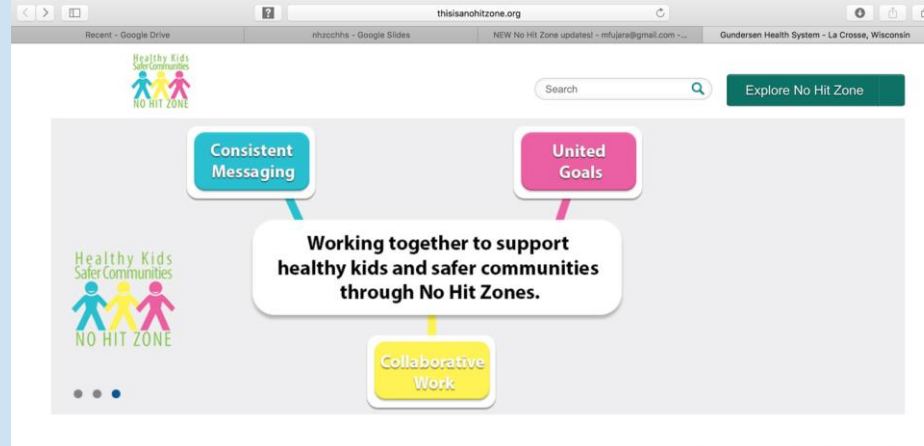 thisisanohitzone.org
Recent - Google Drive
nhzcchhs - Google Slides
NEW No Hit Zone updates! - mfujara@gmail.com -...
Gundersen Health System - La Crosse, Wisconsin
Healthy Kids
Safer Communities
NO HIT ZONE
Search
Explore No Hit Zone
Consistent
Messaging
United
Goals
Working together to support
healthy kids and safer communities
through No Hit Zones.
Healthy Kids
Safer Communities
NO HIT ZONE
Collaborative
Work